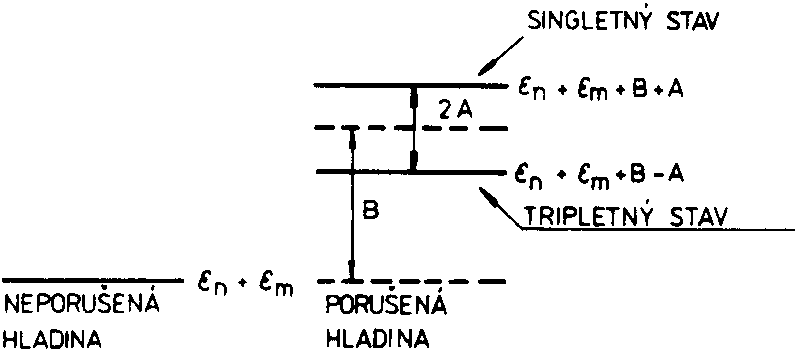 SINGLETNÝ STAV
εn + εm + B + A
2A
εn + εm + B - A
B
TRIPLETNÝ STAV
εn + εm
NEPORUŠENÁ
HLADINA
PORUŠENÁ
HLADINA